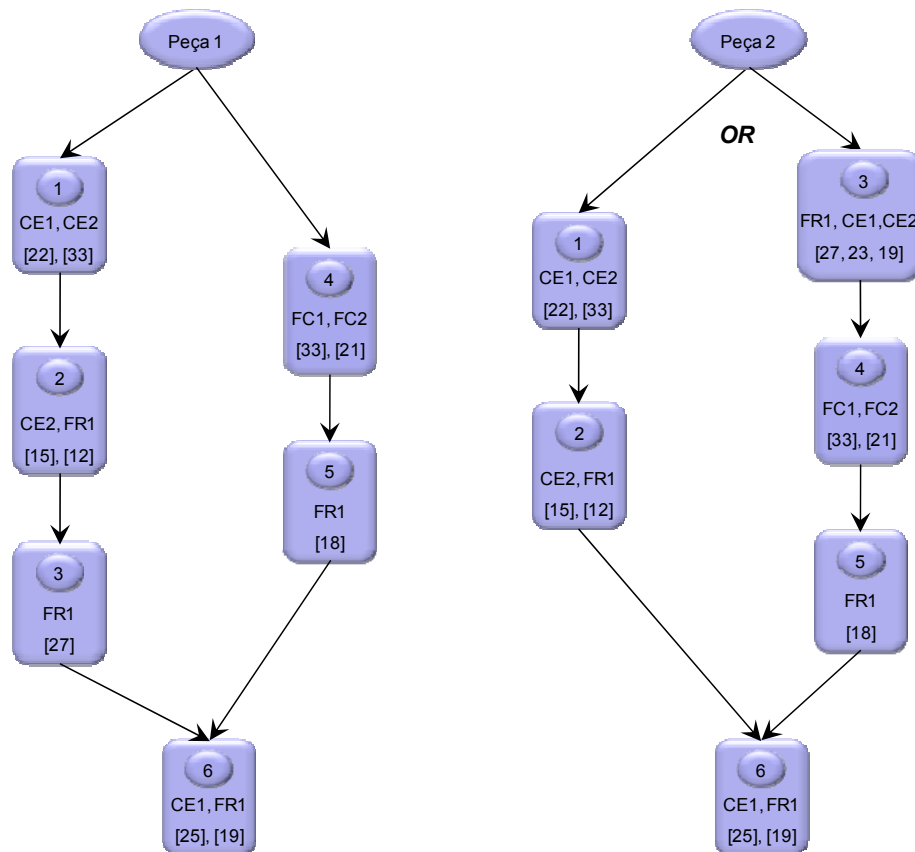 Peça 1
1
CE1, CE2
[22], [33]
2
CE2, FR1
[15], [12]
3
FR1
[27]
4
FC1, FC2
[33], [21]
5
FR1
[18]
6
CE1, FR1
[25], [19]
Peça 2
OR
1
CE1, CE2
[22], [33]
2
CE2, FR1
[15], [12]
3
FR1, CE1,CE2
[27, 23, 19]
4
FC1, FC2
[33], [21]
5
FR1
[18]
6
CE1, FR1
[25], [19]